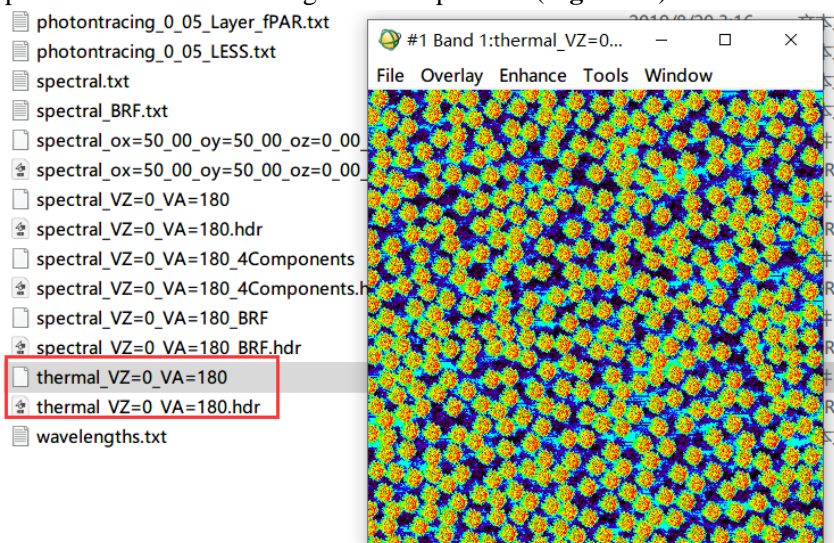 photontracing_0_05_Layer_fPAR.txt
photontracing_0_05_LESS.txt
spectral.txt
spectral_BRF.txt
spectral_ox=50_00_oy=50_00_oz=0_00_
spectral_ox=50_00_oy=50_00_oz=0_00_
spectral_VZ=0_VA=180
spectral_VZ=0_VA=180.hdr
spectral_VZ=0_VA=180_4Components
spectral_VZ=0_VA=180_4Components.h
spectral_VZ=0_VA=180_BRF
spectral_VZ=0_VA=180_BRF.hdr
thermal_VZ=0_VA=180
thermal_VZ=0_VA=180.hdr
wavelengths.txt
#1 Band 1:thermal_VZ=0...
File Overlay Enhance Tools Window